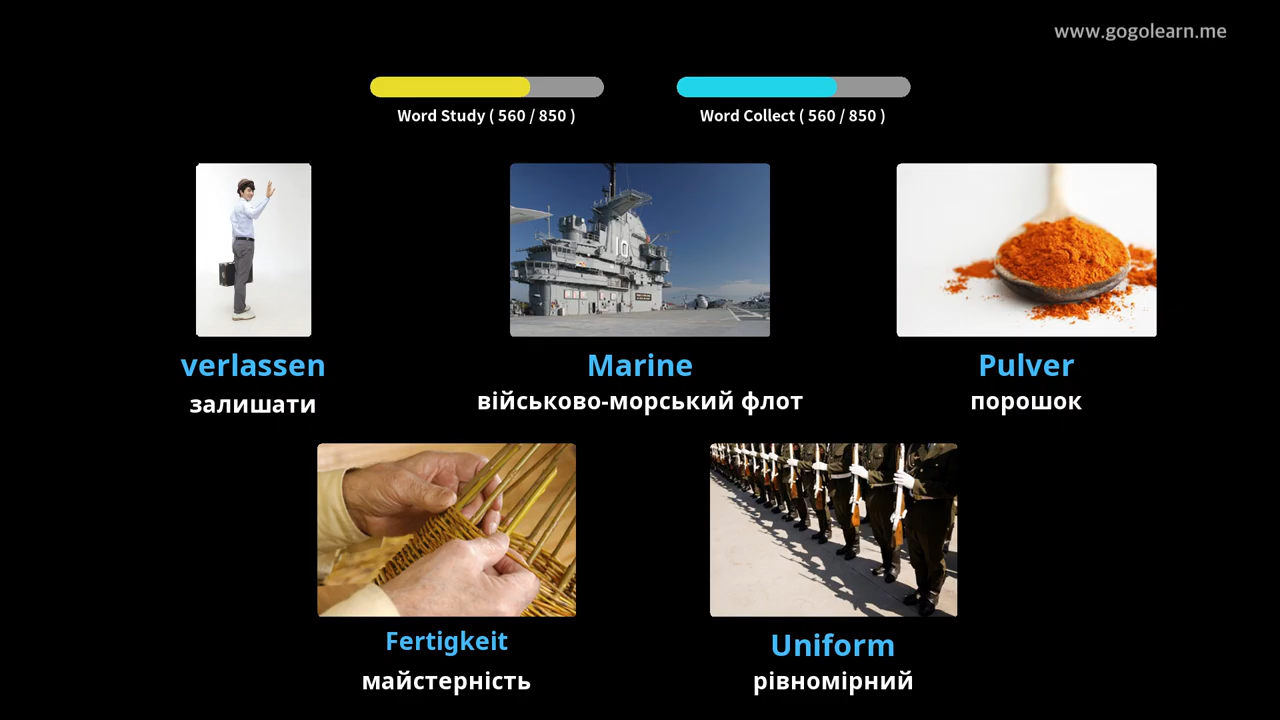 www.gogolearn.me
Word Study ( 560 / 850 )
Word Collect ( 560 / 850 )
verlassen
залишати
Marine
військово-морський флот
Pulver
порошок
Fertigkeit
майстерність
Uniform
рівномірний